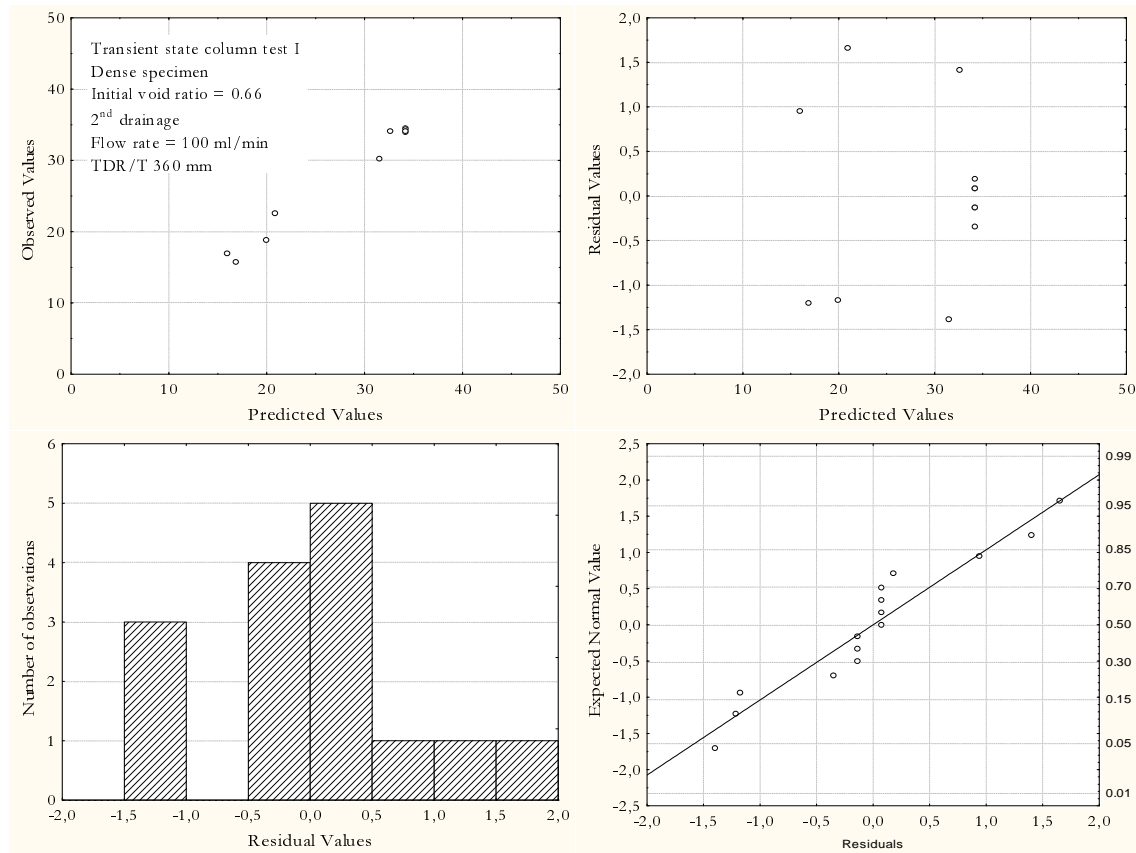 50
40
30
20
10
0
Observed Values
Transient state column test I
Dense specimen
Initial void ratio = 0.66
2nd drainage
Flow rate = 100 ml/min
TDR/T 360 mm
0 10 20 30 40 50
Predicted Values
2,0
1,5
1,0
0,5
0,0
-0,5
-1,0
-1,5
-2,0
Residual Values
0 10 20 30 40 50
Predicted Values
6
5
4
3
2
1
0
Number of observations
-2,0 -1,5 -1,0 -0,5 0,0 0,5 1,0 1,5 2,0
Residual Values
2,5
2,0
1,5
1,0
0,5
0,0
-0,5
-1,0
-1,5
-2,0
-2,5
Expected Normal Value
0.99
0.95
0.85
0.70
0.50
0.30
0.15
0.05
0.01
-2,0 -1,5 -1,0 -0,5 0,0 0,5 1,0 1,5 2,0
Residuals